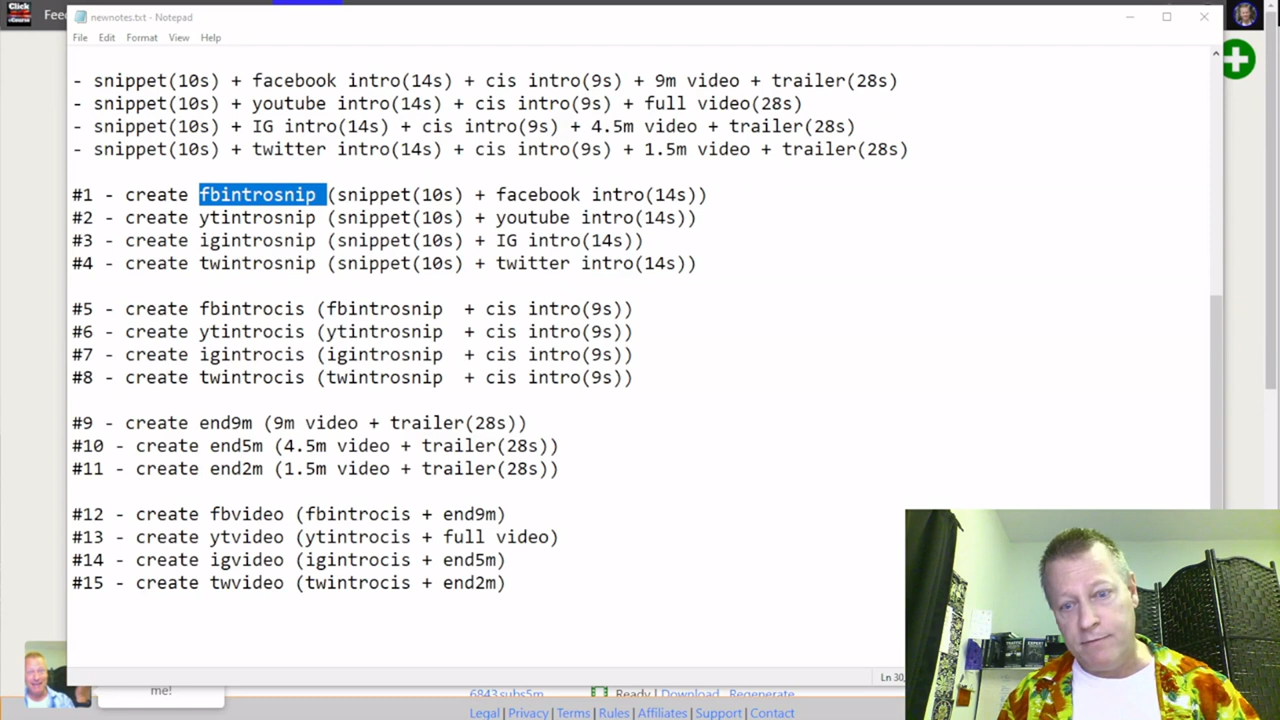 Click
Fee
newnotes.txt - Notepad
File Edit Format View Help
- snippet(10s) + facebook intro(14s) + cis intro(9s) + 9m video + trailer(28s)
- snippet(10s) + youtube intro(14s) + cis intro(9s) + full video(28s)
- snippet(10s) + IG intro(14s) + cis intro(9s) + 4.5m video + trailer(28s)
- snippet(10s) + twitter intro(14s) + cis intro(9s) + 1.5m video + trailer(28s)
#1 - create fbintrosnip (snippet(10s) + facebook intro(14s))
#2 - create ytintrosnip (snippet(10s) + youtube intro(14s))
#3 - create igintrosnip (snippet(10s) + IG intro(14s))
#4 - create twintrosnip (snippet(10s) + twitter intro(14s))
#5 - create fbintrocis (fbintrosnip  + cis intro(9s))
#6 - create ytintrocis (ytintrosnip  + cis intro(9s))
#7 - create igintrocis (igintrosnip  + cis intro(9s))
#8 - create twintrocis (twintrosnip  + cis intro(9s))
#9 - create end9m (9m video + trailer(28s))
#10 - create end5m (4.5m video + trailer(28s))
#11 - create end2m (1.5m video + trailer(28s))
#12 - create fbvideo (fbintrocis + end9m)
#13 - create ytvideo (ytintrocis + full video)
#14 - create igvideo (igintrocis + end5m)
#15 - create twvideo (twintrocis + end2m)
Ln 30,
me!
6843subs5m Ready | Download Regenerate
Legal | Privacy | Terms | Rules | Affiliates | Support | Contact